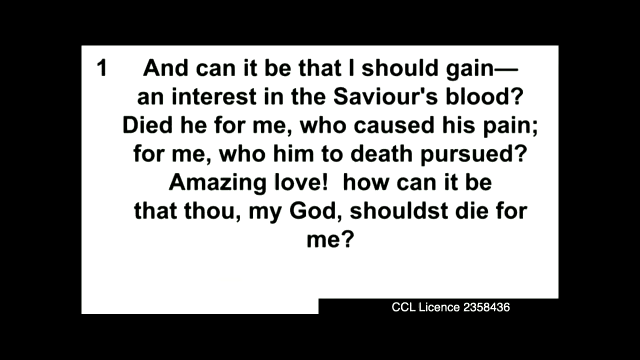 1 And can it be that I should gain—
an interest in the Saviour's blood?
Died he for me, who caused his pain;
for me, who him to death pursued?
Amazing love!  how can it be
that thou, my God, shouldst die for
me?
CCL Licence 2358436